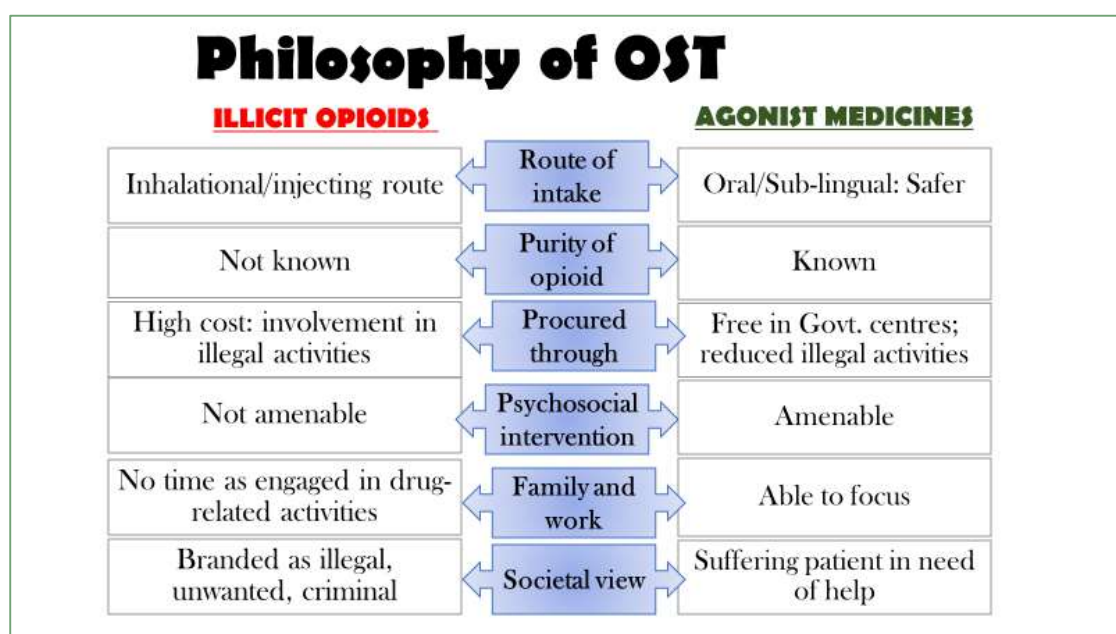 Philosophy of OST
ILLICIT OPIOIDS
AGONIST MEDICINES
Inhalational/injecting route
Route of
intake
Oral/Sub-lingual: Safer
Not known
Purity of
opioid
Known
High cost: involvement in
illegal activities
Procured
through
Free in Govt. centres;
reduced illegal activities
Not amenable
Psychosocial
intervention
Amenable
No time as engaged in drug-
related activities
Family and
work
Able to focus
Branded as illegal,
unwanted, criminal
Societal view
Suffering patient in need
of help